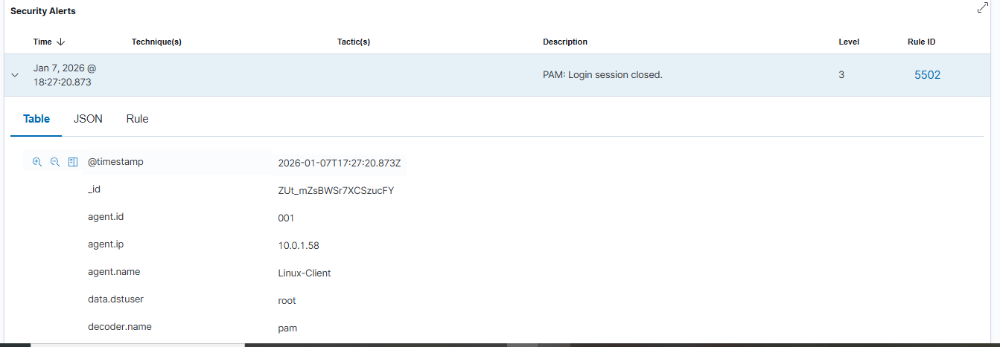 Security Alerts
Time Technique(s) Tactic(s) Description Level Rule ID
Jan 7, 2026 @
18:27:20.873
PAM: Login session closed. 3 5502
Table JSON Rule
@timestamp 2026-01-07T17:27:20.873Z
_id ZUt_mZsBWSr7XCSzucFY
agent.id 001
agent.ip 10.0.1.58
agent.name Linux-Client
data.dstuser root
decoder.name pam